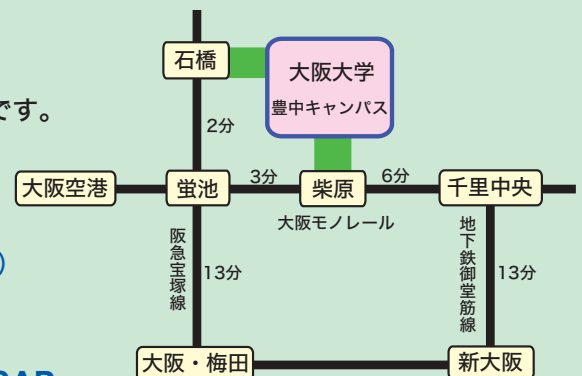 石橋
大阪大学
豊中キャンパス
です。
2分
大阪空港
蛍池
3分
柴原
6分
千里中央
大阪モノレール
阪急宝塚線
13分
地下鉄御堂筋線
13分
)
大阪・梅田
新大阪